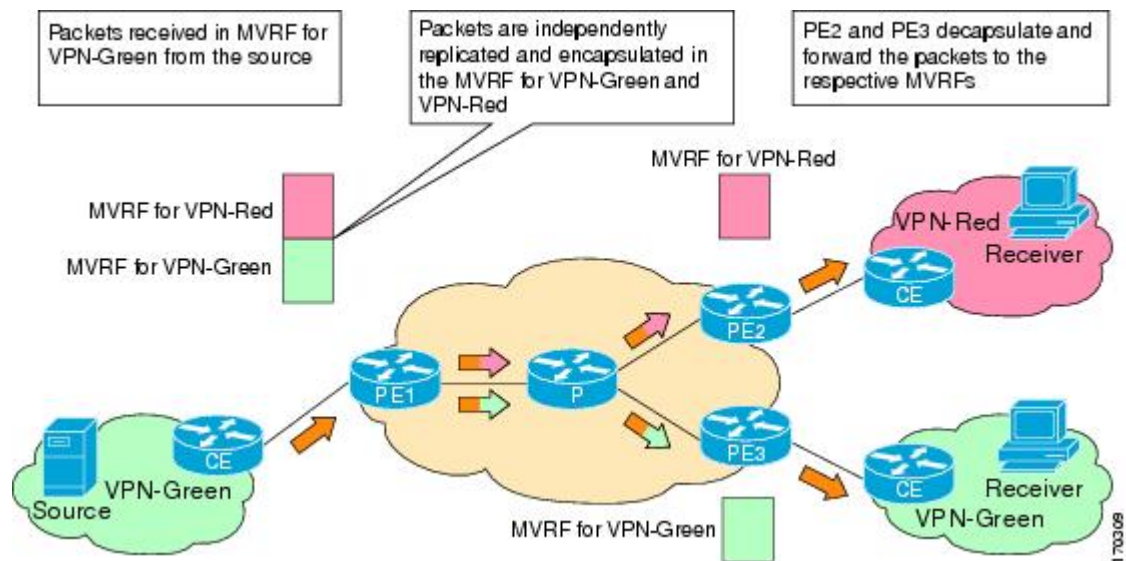 Packets received in MVRF for
VPN-Green from the source
Packets are independently
replicated and encapsulated in
the MVRF for VPN-Green and
VPN-Red
PE2 and PE3 decapsulate and
forward the packets to the
respective MVRFs
MVRF for VPN-Red
MVRF for VPN-Green
MVRF for VPN-Red
VPN-Red
Receiver
CE
PE2
PE1
P
PE3
CE
VPN-Green
Source
CE
Receiver
VPN-Green
MVRF for VPN-Green
170309